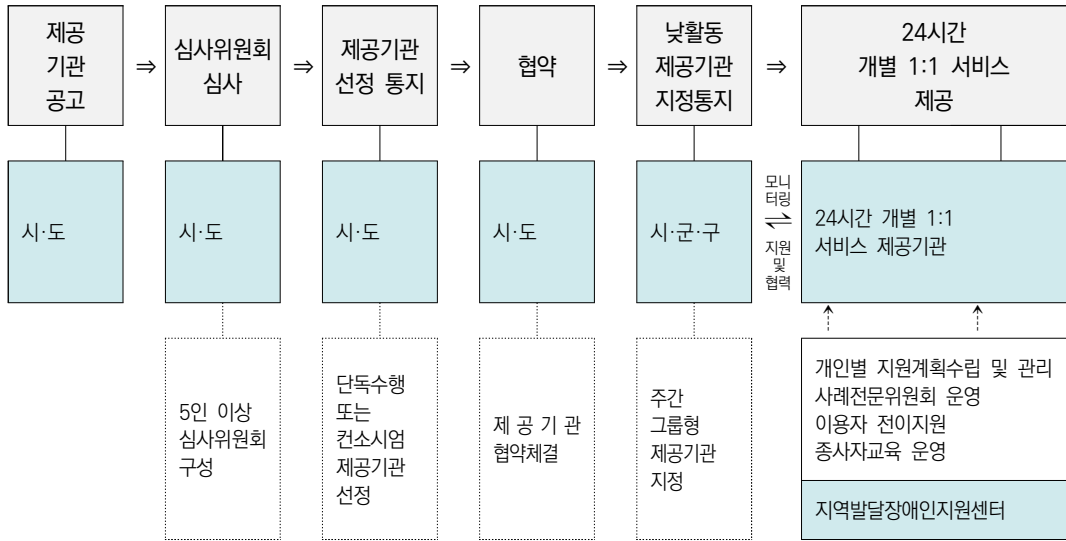 제공
기관
공고
⇒
심사위원회
심사
⇒
제공기관
선정 통지
⇒
협약
⇒
낮활동
제공기관
지정통지
⇒
24시간
개별 1:1 서비스
제공
시·도
시·도
시·도
시·도
시·군·구
모니
터링
⇌
지원
및
협력
24시간 개별 1:1
서비스 제공기관
5인 이상
심사위원회
구성
단독수행
또는
컨소시엄
제공기관
선정
제 공 기 관
협약체결
주간
그룹형
제공기관
지정
개인별 지원계획수립 및 관리
사례전문위원회 운영
이용자 전이지원
종사자교육 운영
지역발달장애인지원센터